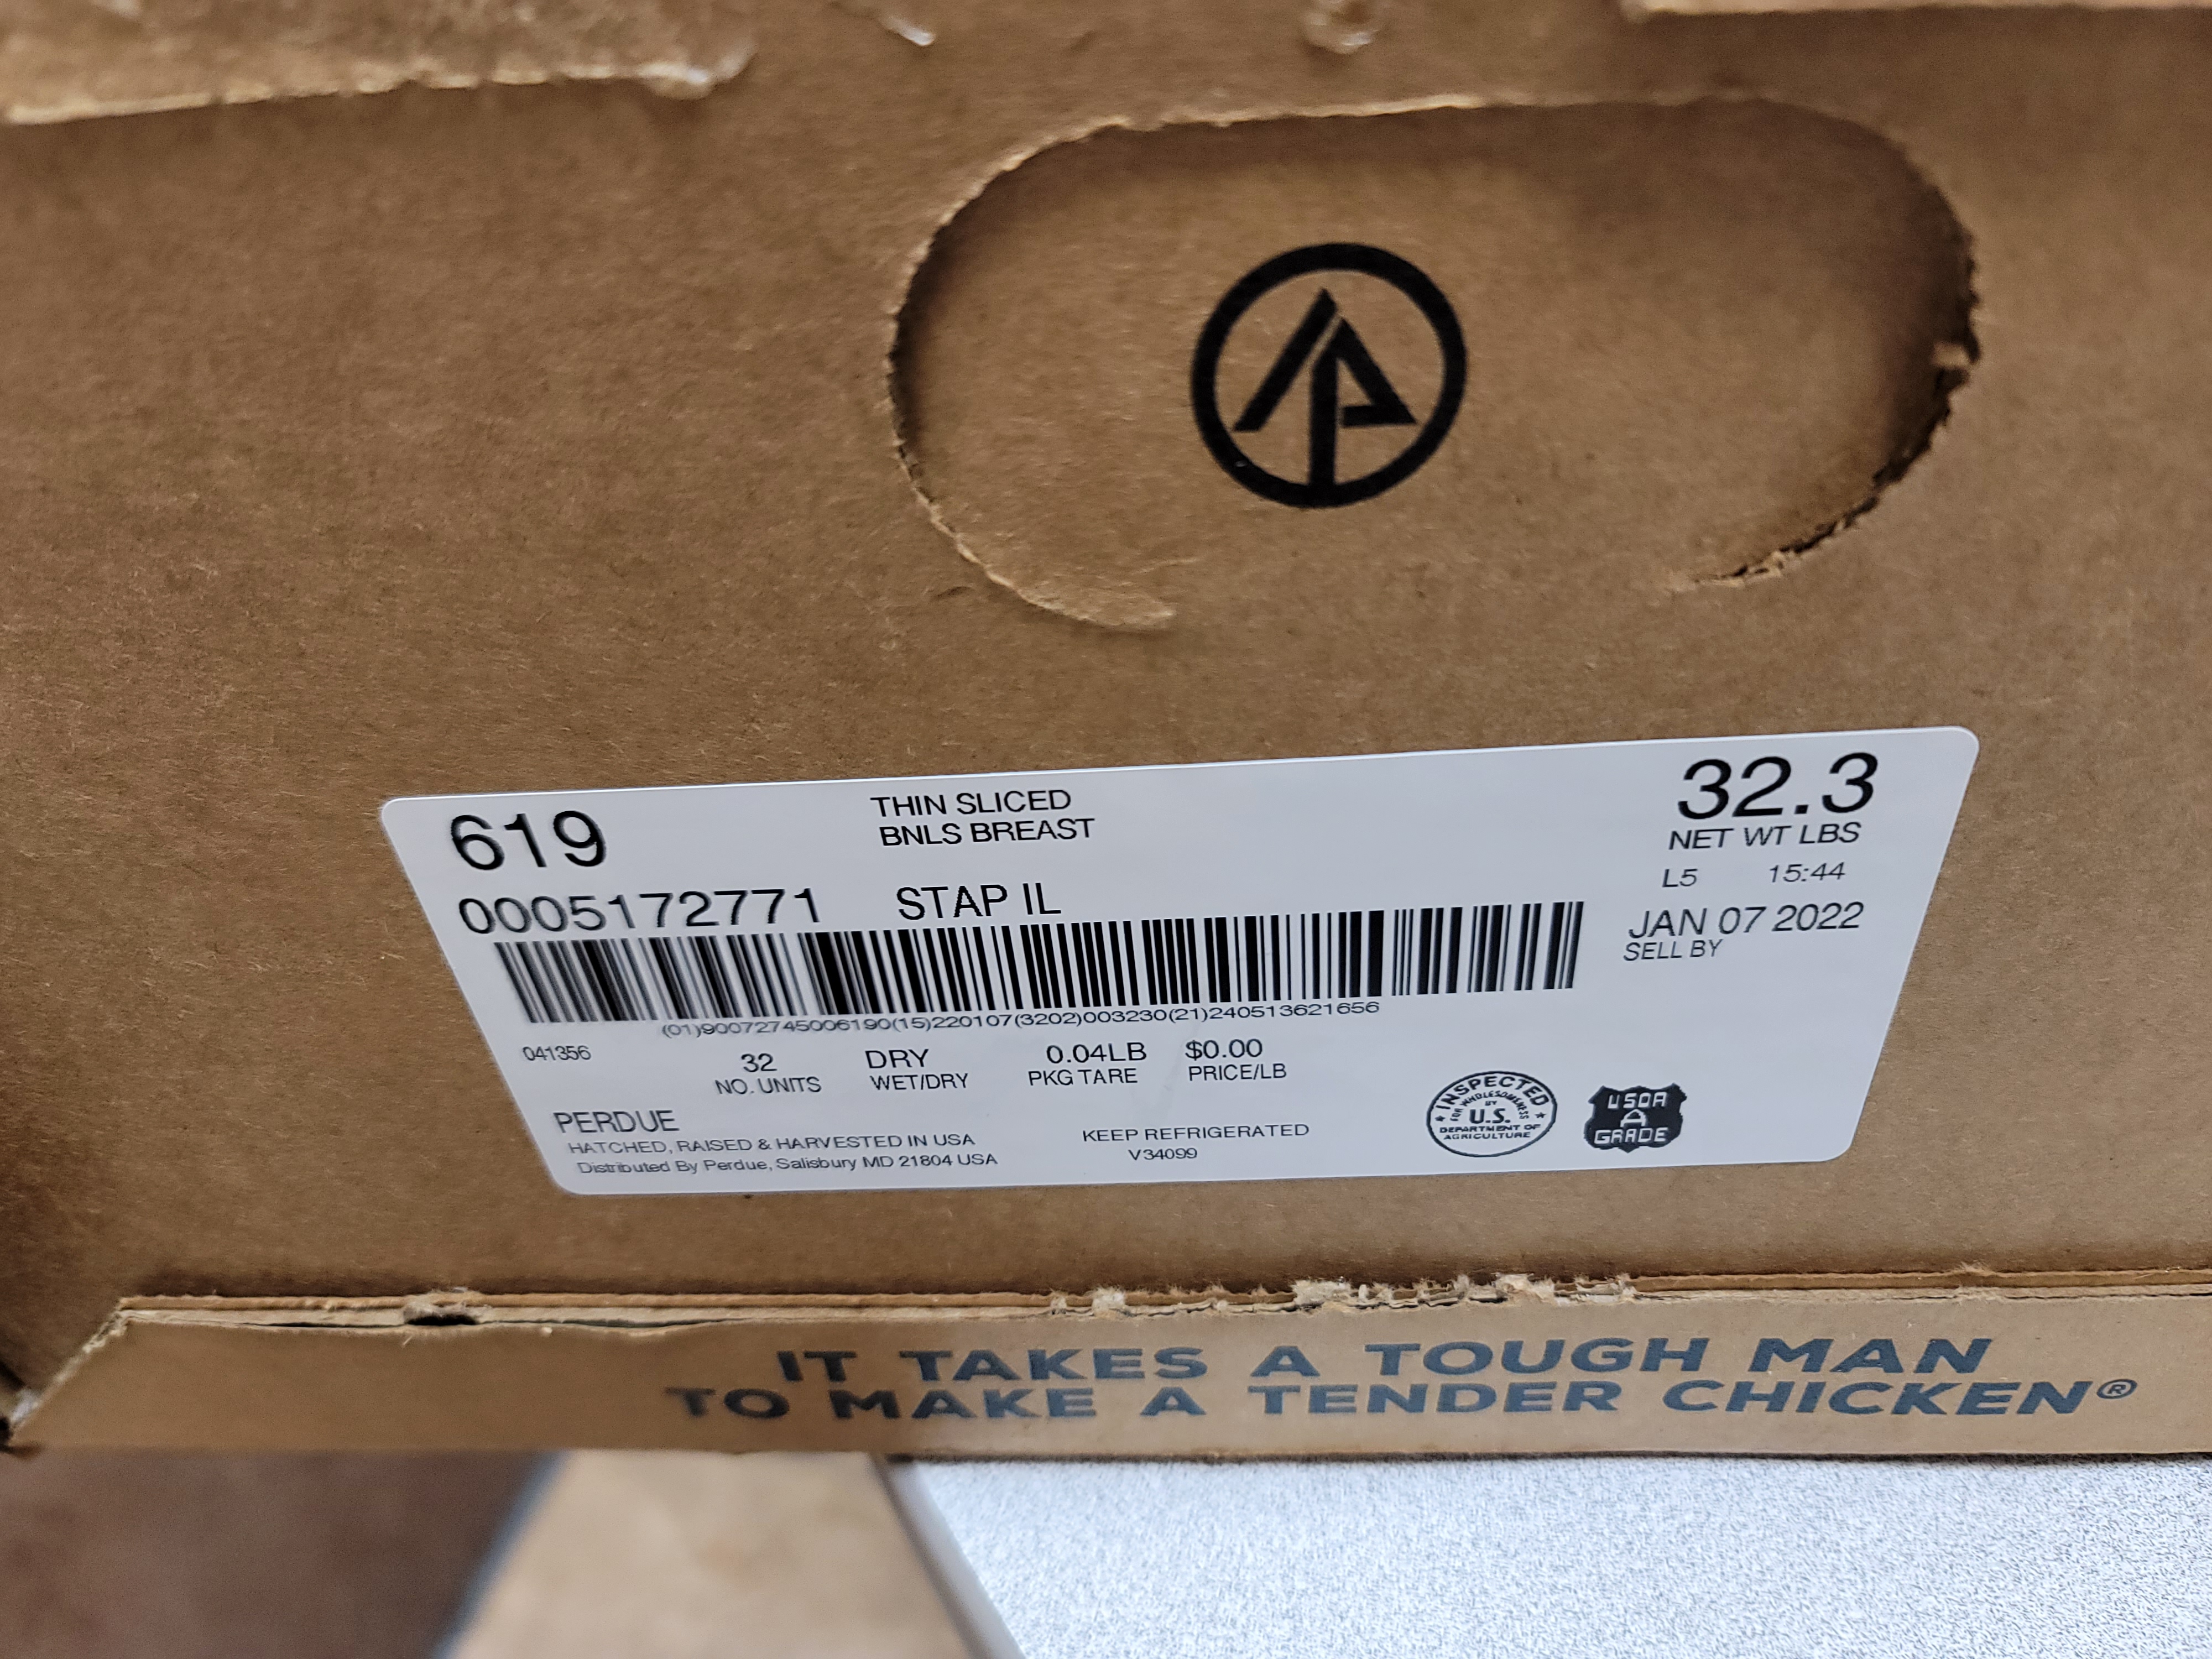 619
THIN SLICED
BNLS BREAST
32.3
NET WT LBS
L5 15:44
0005172771 STAP IL
JAN 07 2022
SELL BY
(01)90072745006190(15)220107(3202)003230(21)240513621656
041356
32
NO. UNITS
DRY
WET/DRY
0.04LB
PKG TARE
$0.00
PRICE/LB
PERDUE
HATCHED, RAISED & HARVESTED IN USA
Distributed By Perdue, Salisbury MD 21804 USA
KEEP REFRIGERATED
V34099
INSPECTED
FOR WHOLESOMENESS
BY
U.S.
DEPARTMENT OF
AGRICULTURE
USDA
A
GRADE
IT TAKES A TOUGH MAN
TO MAKE A TENDER CHICKEN®